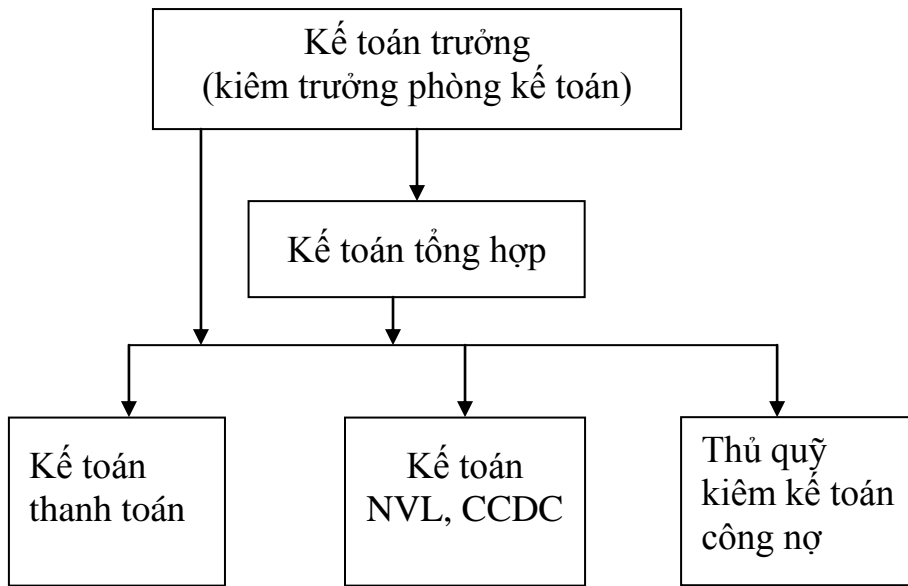 Kế toán trưởng
(kiêm trưởng phòng kế toán)
Kế toán tổng hợp
Kế toán
thanh toán
Kế toán
NVL, CCDC
Thủ quỹ
kiêm kế toán
công nợ